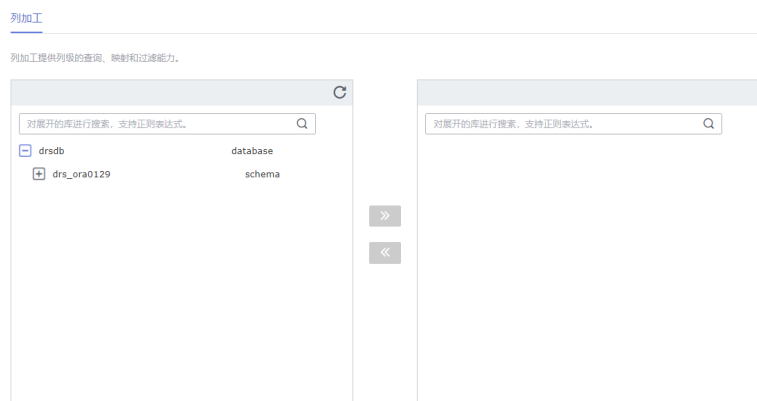 列加工
列加工提供列级的查询、映射和过滤能力。
对展开的库进行搜索,支持正则表达式。
对展开的库进行搜索,支持正则表达式。
drsdb database
drs_ora0129 schema